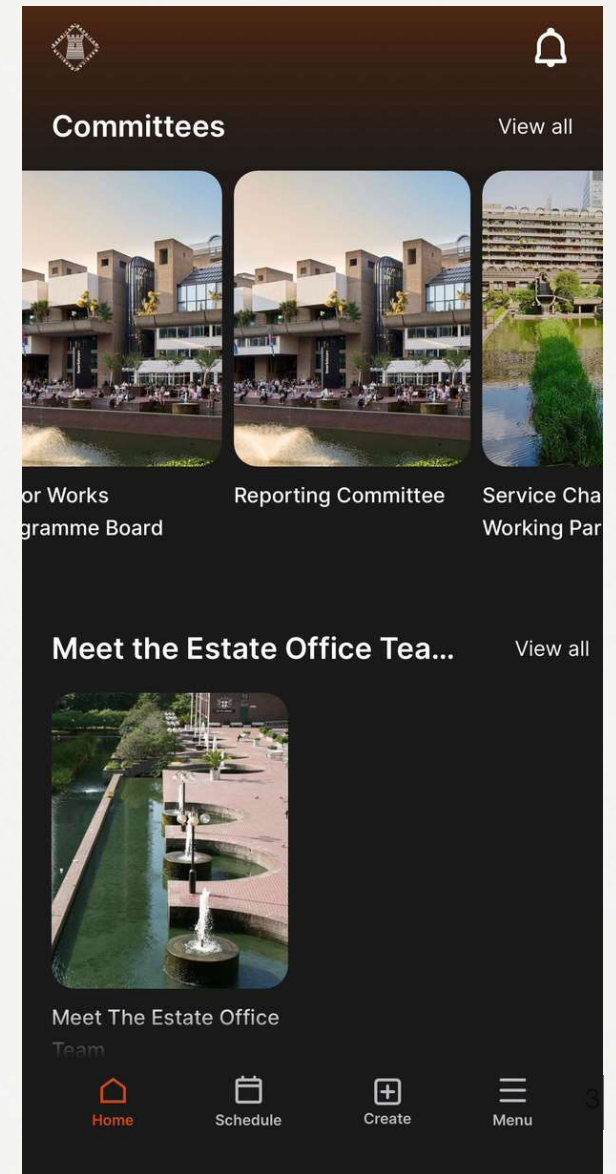 Committees
View all
or Works
gramme Board
Reporting Committee
Service Cha
Working Par
Meet the Estate Office Tea...
View all
Meet The Estate Office
Team
Home
Schedule
Create
Menu
3